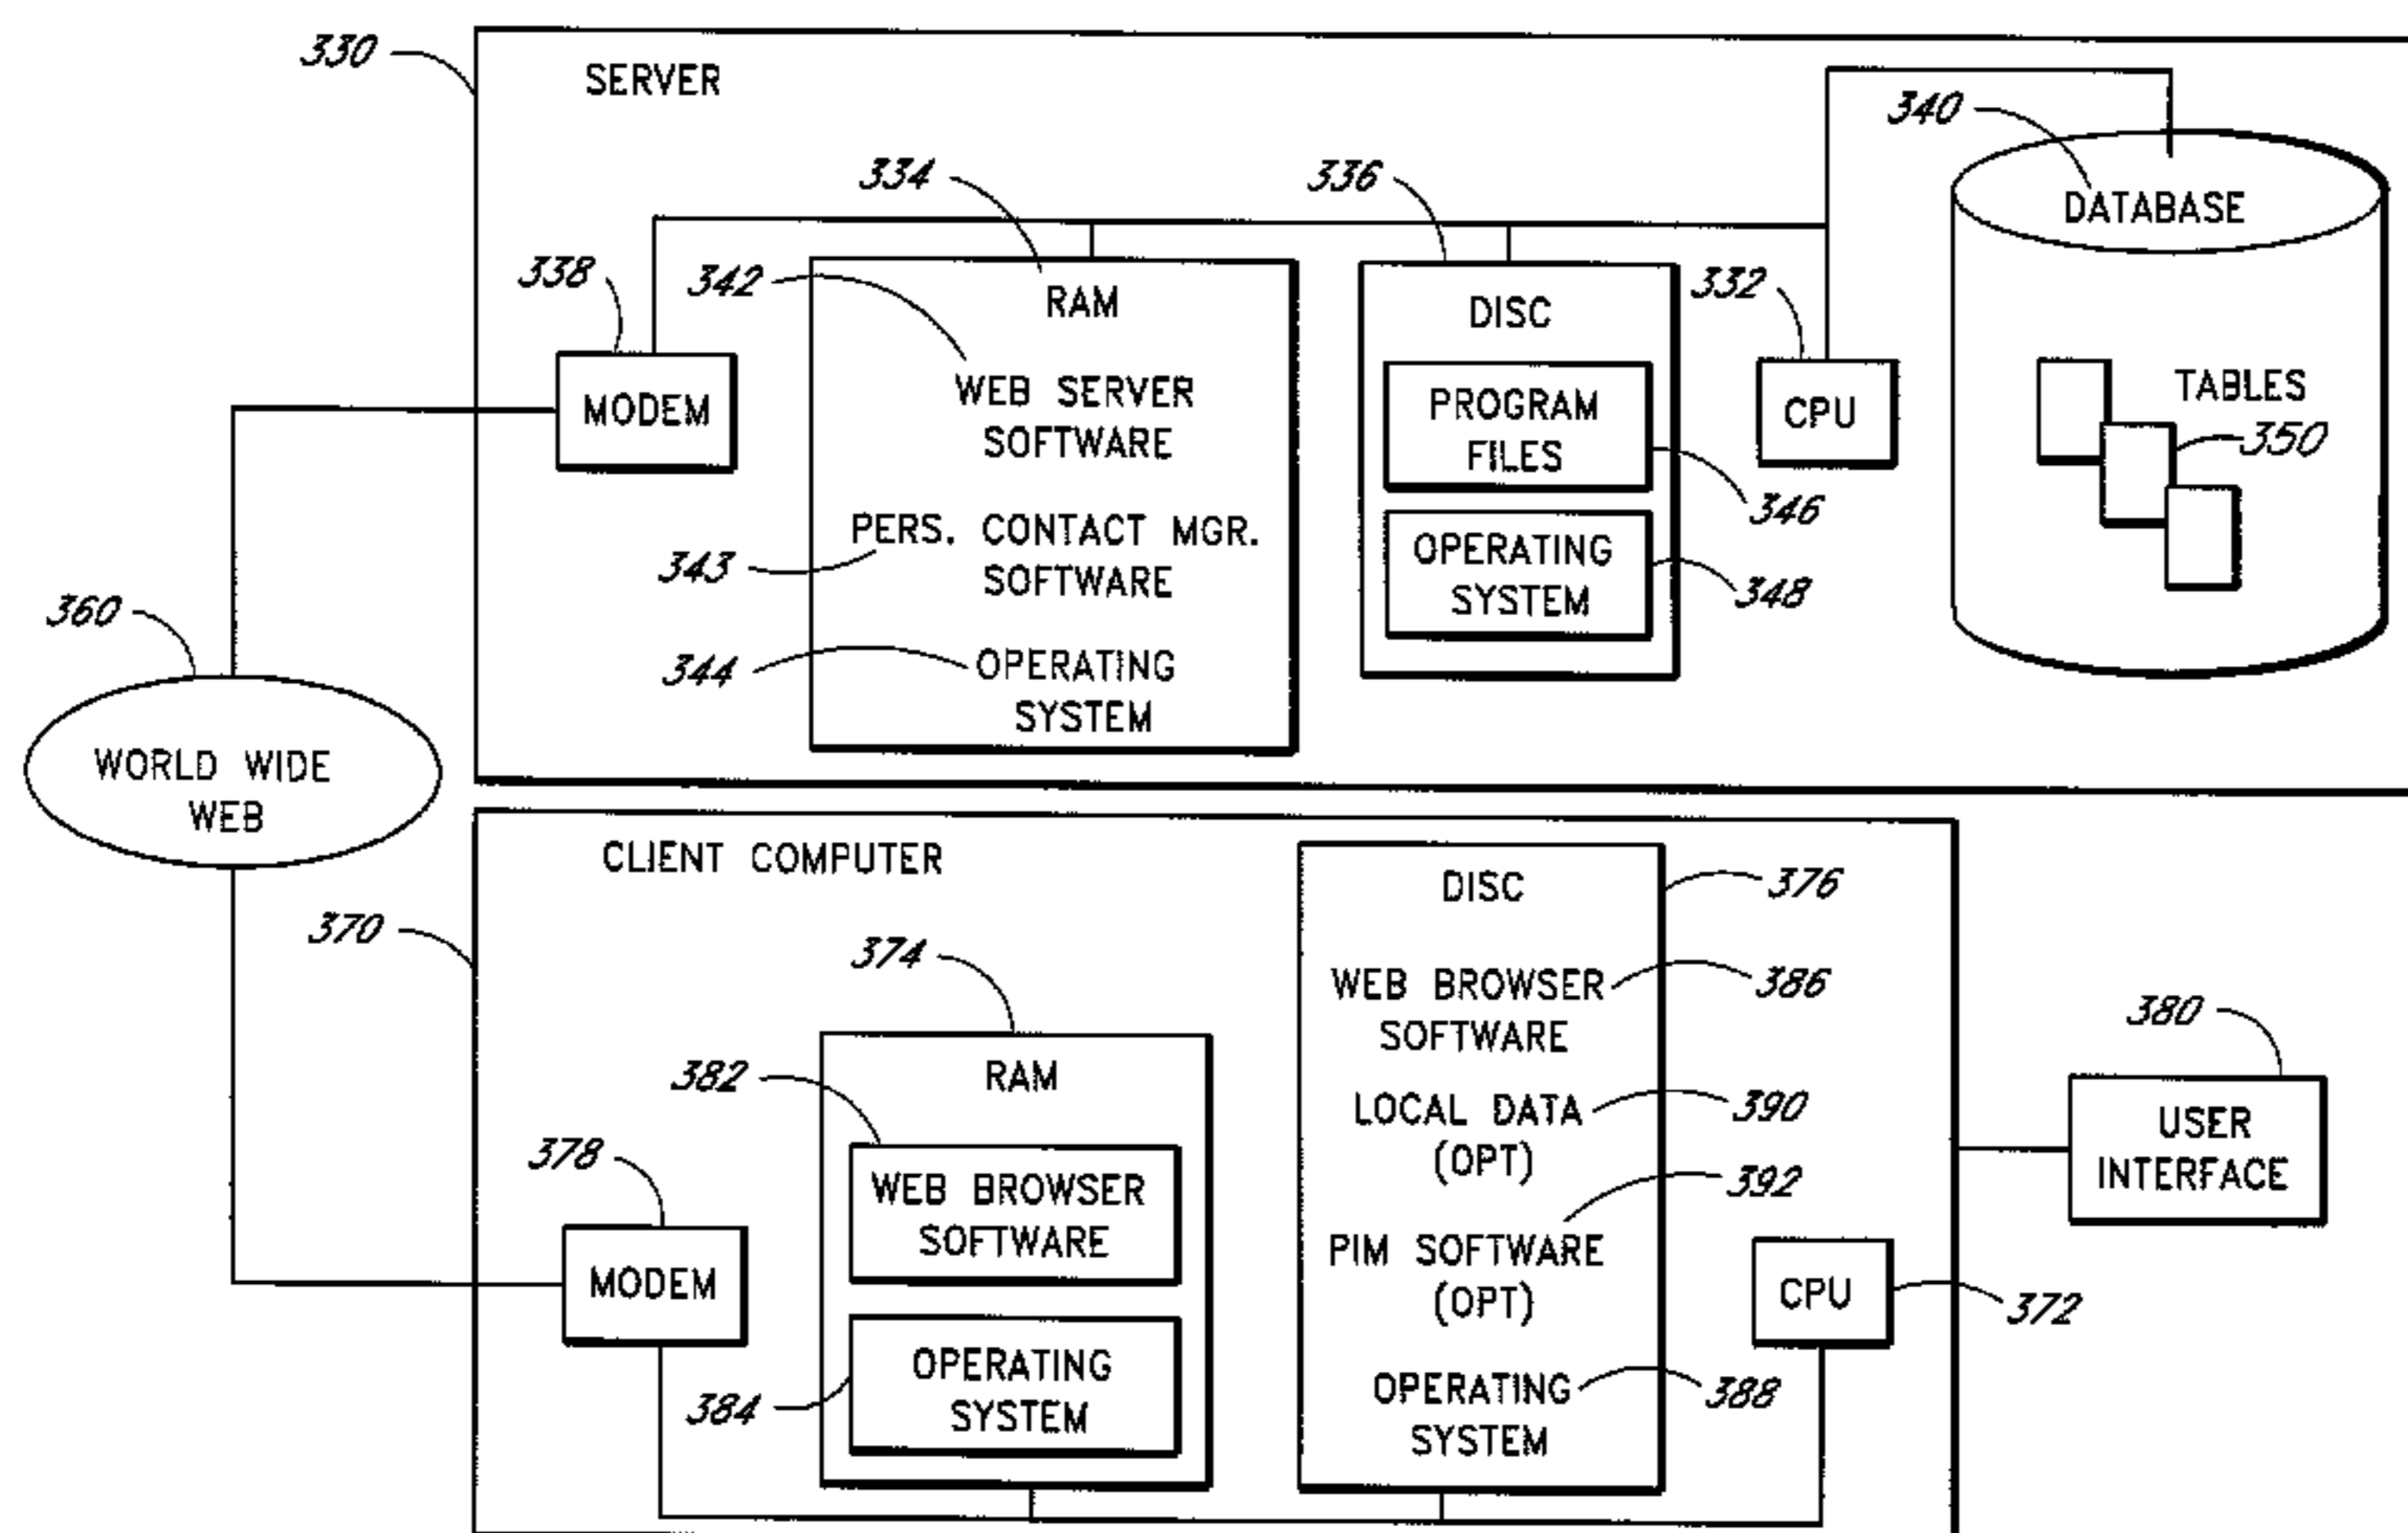 330
SERVER
340
DATABASE
334
336
338
342
RAM
DISC
332
MODEM
WEB SERVER
SOFTWARE
PROGRAM
FILES
CPU
TABLES
350
346
343
PERS. CONTACT MGR.
SOFTWARE
OPERATING
SYSTEM
348
344
OPERATING
SYSTEM
360
WORLD WIDE
WEB
CLIENT COMPUTER
370
374
DISC
376
WEB BROWSER
SOFTWARE
386
382
RAM
LOCAL DATA
(OPT)
390
380
USER
INTERFACE
378
WEB BROWSER
SOFTWARE
392
PIM SOFTWARE
(OPT)
MODEM
CPU
372
384
OPERATING
SYSTEM
OPERATING
SYSTEM
388